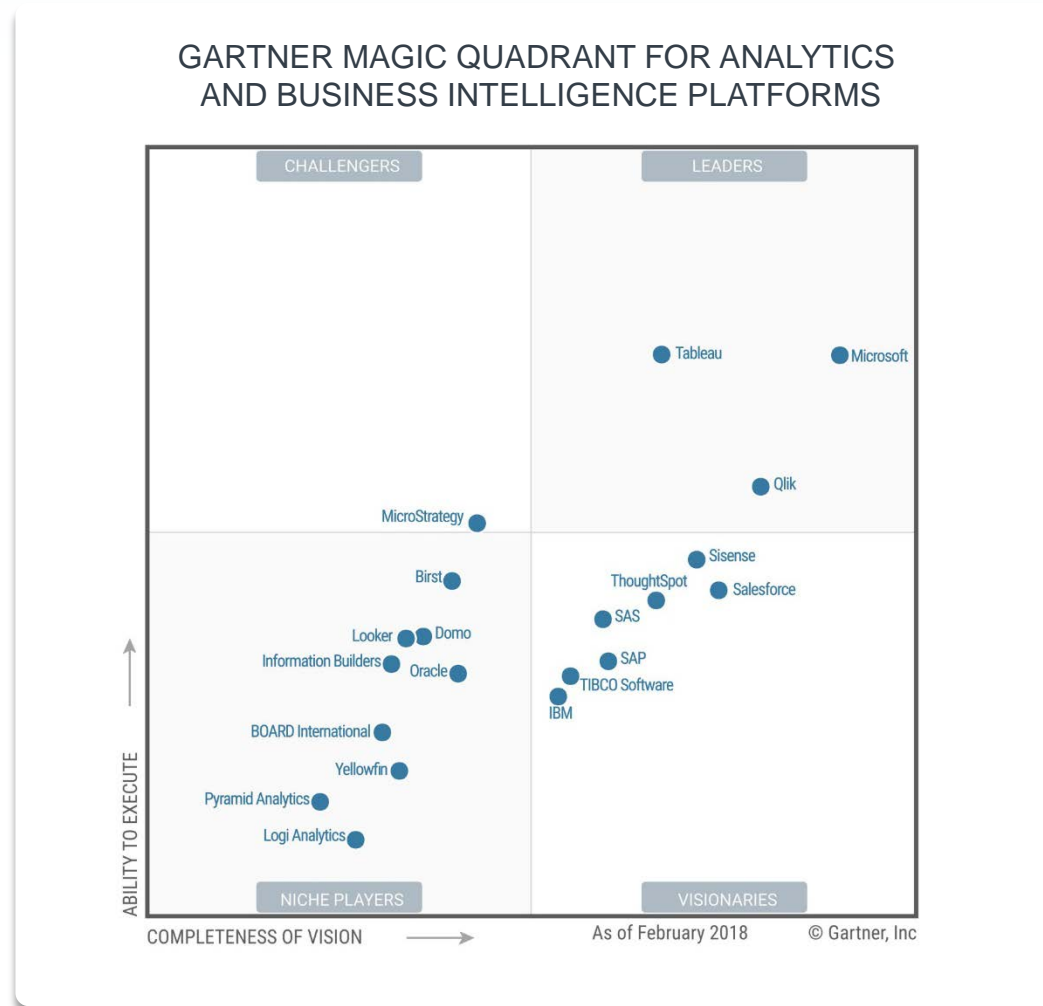 GARTNER MAGIC QUADRANT FOR ANALYTICS
AND BUSINESS INTELLIGENCE PLATFORMS
CHALLENGERS
LEADERS
Tableau
Microsoft
Qlik
MicroStrategy
Sisense
Birst
ThoughtSpot
Salesforce
SAS
Looker
Domo
Information Builders
Oracle
SAP
TIBCO Software
IBM
BOARD International
Yellowfin
Pyramid Analytics
Logi Analytics
ABILITY TO EXECUTE
NICHE PLAYERS
VISIONARIES
COMPLETENESS OF VISION
As of February 2018
© Gartner, Inc